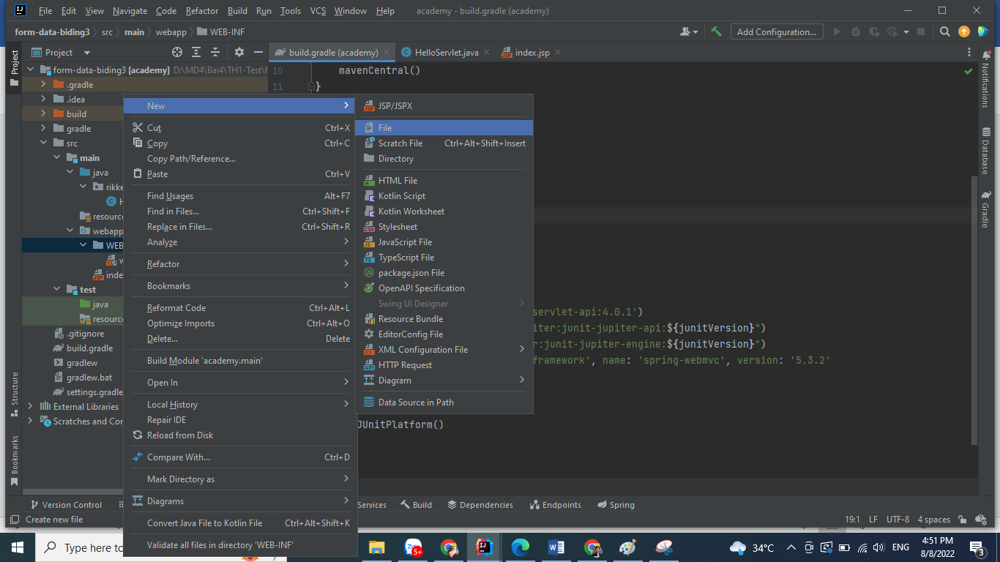 File Edit View Navigate Code Refactor Build Run Tools VCS Window Help academy - build.gradle (academy)
form-data-biding3 src main webapp WEB-INF Add Configuration...
Project build.gradle (academy) HelloServlet.java index.jsp
Project
form-data-biding3 [academy] D:\MD4\Bai4\TH1-Test\f
.gradle
.idea
build
gradle
src
main
java
rikke
H
resourc
webapp
WEB-
w
inde
test
java
resourc
.gitignore
build.gradle
gradlew
gradlew.bat
settings.gradle
External Libraries
Scratches and Con
Structure
Bookmarks
10 mavenCentral()
11 }
New
Cut Ctrl+X
Copy Ctrl+C
Copy Path/Reference...
Paste Ctrl+V
Find Usages Alt+F7
Find in Files... Ctrl+Shift+F
Replace in Files... Ctrl+Shift+R
Analyze
Refactor
Bookmarks
Reformat Code Ctrl+Alt+L
Optimize Imports Ctrl+Alt+O
Delete... Delete
Build Module 'academy.main'
Open In
Local History
Repair IDE
Reload from Disk
Compare With... Ctrl+D
Mark Directory as
Diagrams
Convert Java File to Kotlin File Ctrl+Alt+Shift+K
Validate all files in directory 'WEB-INF'
JSP/JSPX
File
Scratch File Ctrl+Alt+Shift+Insert
Directory
HTML File
Kotlin Script
Kotlin Worksheet
Stylesheet
JavaScript File
TypeScript File
package.json File
OpenAPI Specification
Swing UI Designer
Resource Bundle
EditorConfig File
XML Configuration File
HTTP Request
Diagram
Data Source in Path
servlet-api:4.0.1')
iter:junit-jupiter-api:${junitVersion}")
r:junit-jupiter-engine:${junitVersion}")
framework', name: 'spring-webmvc', version: '5.3.2'
JUnitPlatform()
Notifications
Database
Gradle
Version Control Services Build Dependencies Endpoints Spring
Create new file 19:1 LF UTF-8 4 spaces
Type here to 5+ 34°C ENG 4:51 PM
8/8/2022 3